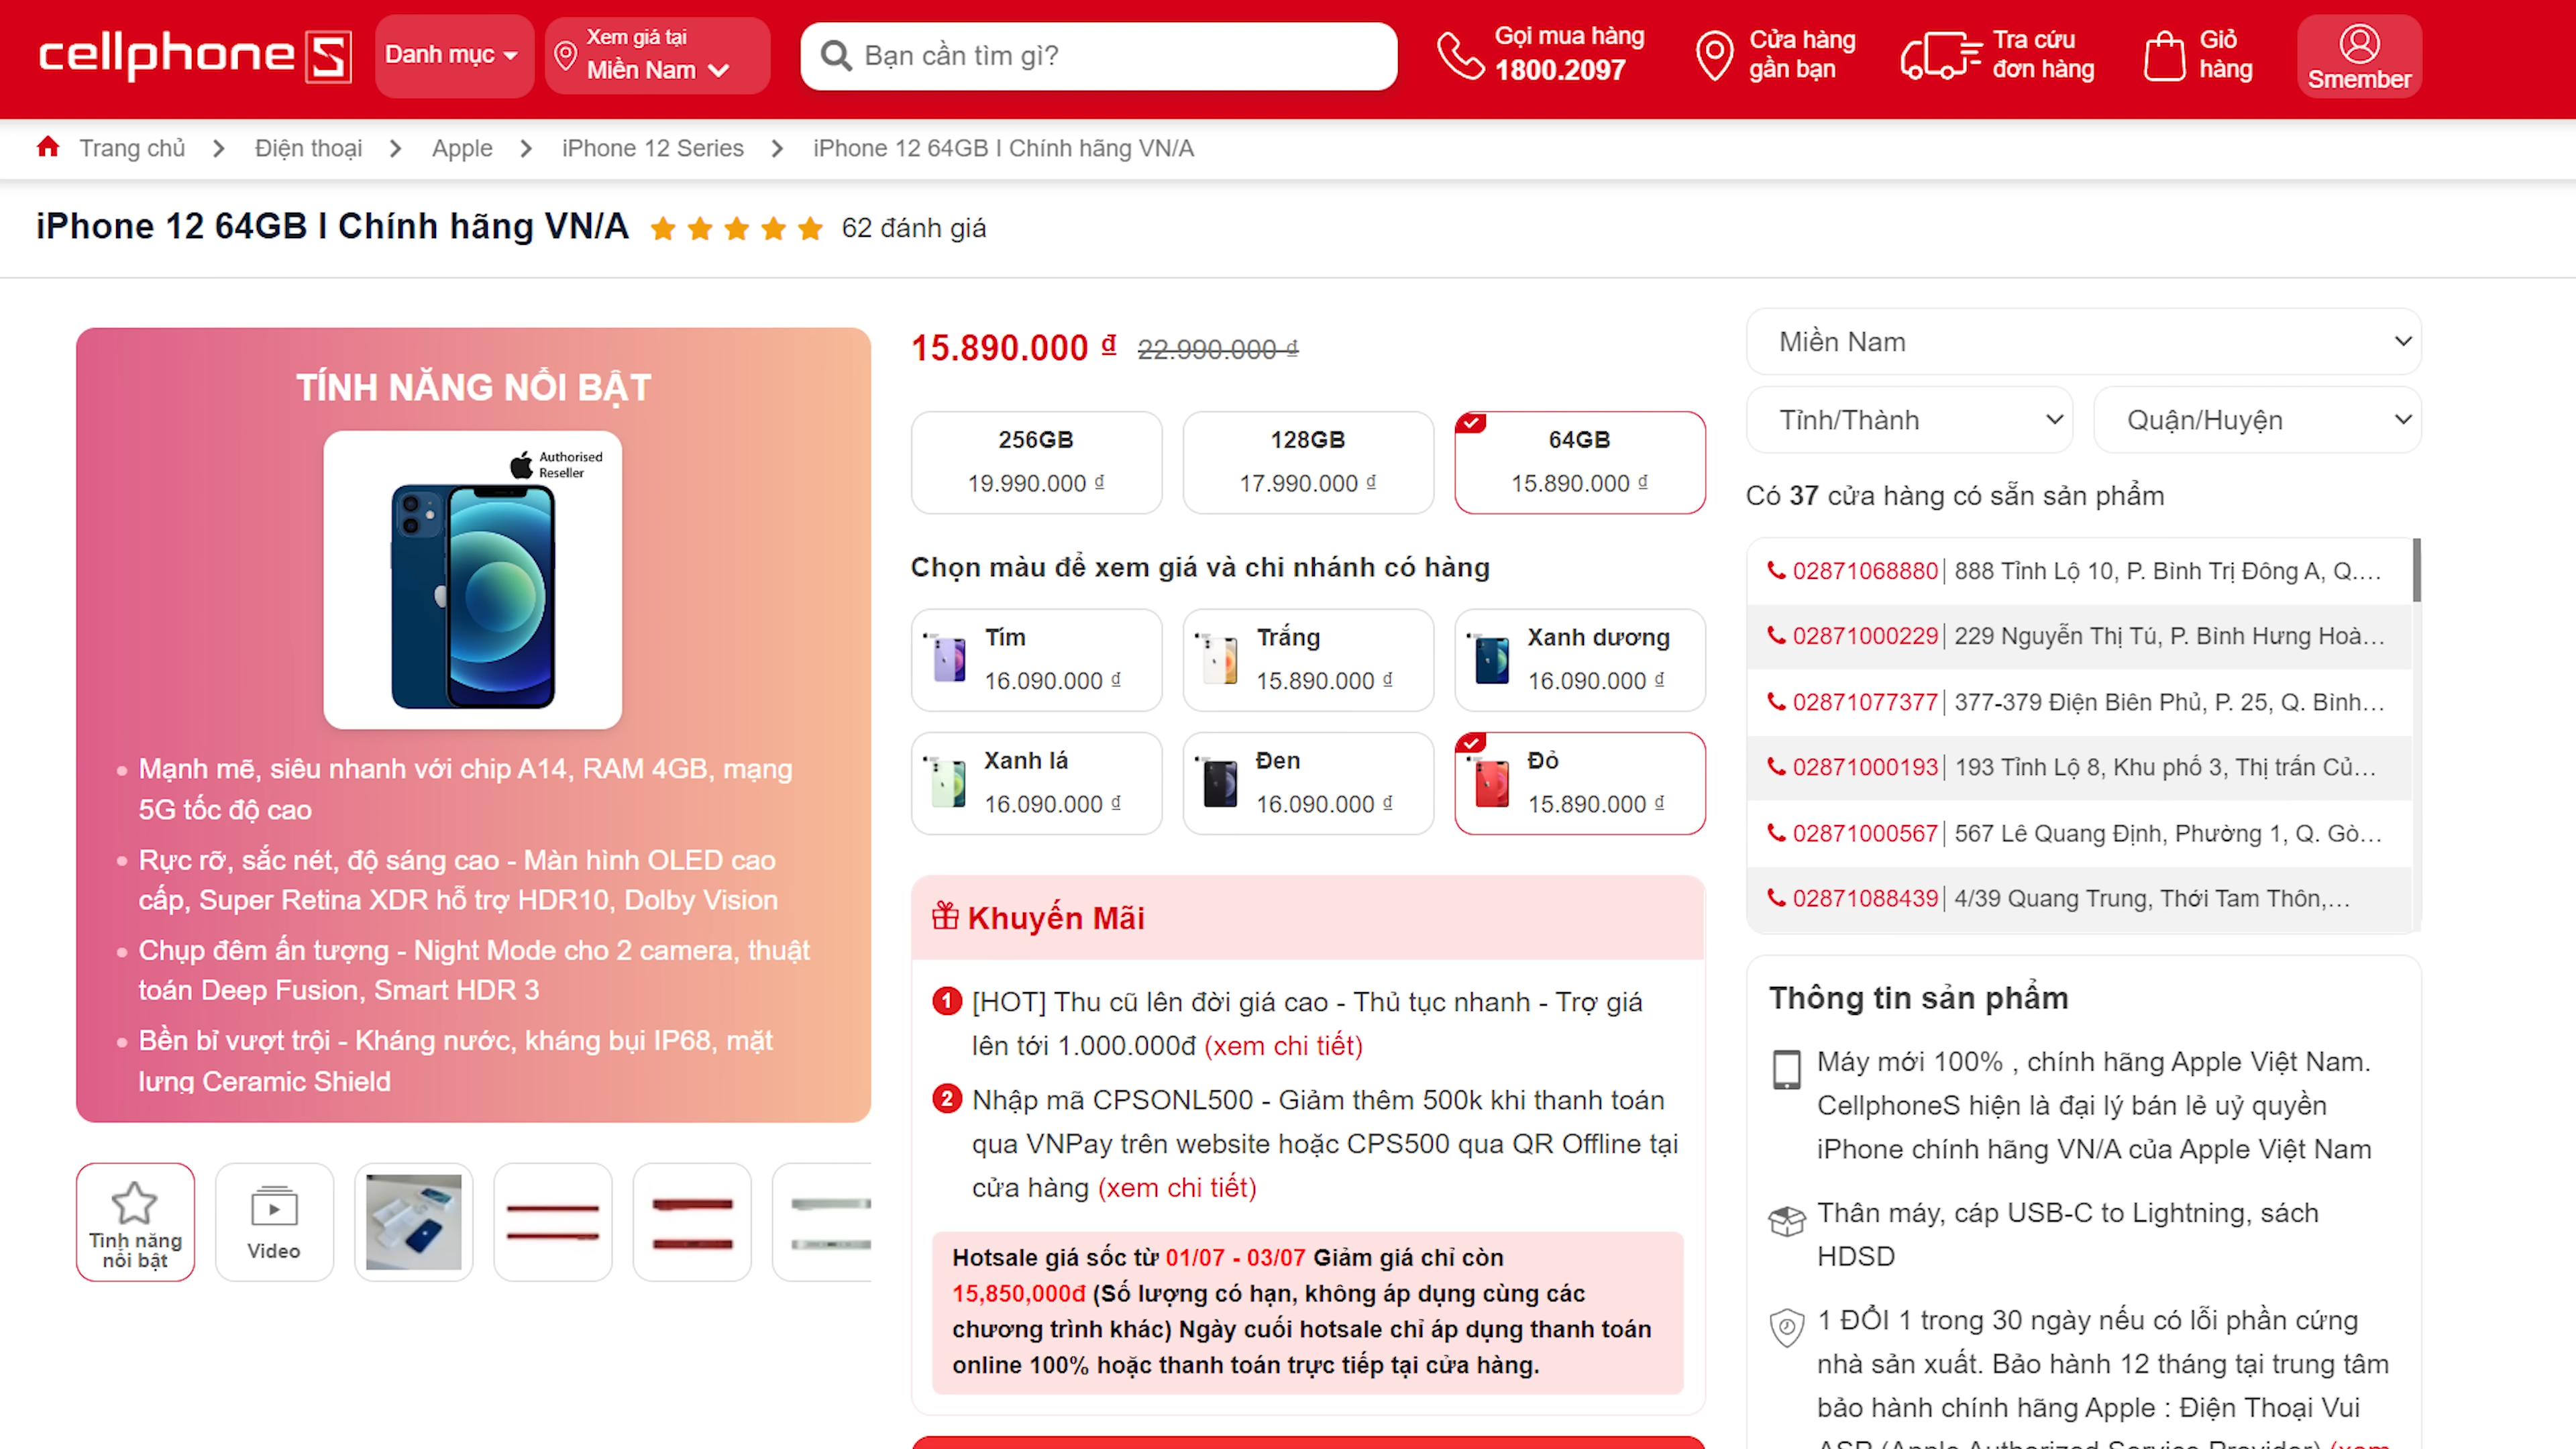 cellphoneS
Danh mục
Xem giá tại
Miền Nam
Bạn cần tìm gì?
Gọi mua hàng
1800.2097
Cửa hàng
gần bạn
Tra cứu
đơn hàng
Giỏ
hàng
Smember
Trang chủ
Điện thoại
Apple
iPhone 12 Series
iPhone 12 64GB I Chính hãng VN/A
iPhone 12 64GB I Chính hãng VN/A
62 đánh giá
TÍNH NĂNG NỔI BẬT
Authorised
Reseller
Mạnh mẽ, siêu nhanh với chip A14, RAM 4GB, mạng
5G tốc độ cao
Rực rỡ, sắc nét, độ sáng cao - Màn hình OLED cao
cấp, Super Retina XDR hỗ trợ HDR10, Dolby Vision
Chụp đêm ấn tượng - Night Mode cho 2 camera, thuật
toán Deep Fusion, Smart HDR 3
Bền bỉ vượt trội - Kháng nước, kháng bụi IP68, mặt
lưng Ceramic Shield
Tính năng
nổi bật
Video
15.890.000 ₫
22.990.000 ₫
256GB
19.990.000 ₫
128GB
17.990.000 ₫
64GB
15.890.000 ₫
Chọn màu để xem giá và chi nhánh có hàng
Tím
16.090.000 ₫
Trắng
15.890.000 ₫
Xanh dương
16.090.000 ₫
Xanh lá
16.090.000 ₫
Đen
16.090.000 ₫
Đỏ
15.890.000 ₫
Khuyến Mãi
1 [HOT] Thu cũ lên đời giá cao - Thủ tục nhanh - Trợ giá
lên tới 1.000.000đ (xem chi tiết)
2 Nhập mã CPSONL500 - Giảm thêm 500k khi thanh toán
qua VNPay trên website hoặc CPS500 qua QR Offline tại
cửa hàng (xem chi tiết)
Hotsale giá sốc từ 01/07 - 03/07 Giảm giá chỉ còn
15,850,000đ (Số lượng có hạn, không áp dụng cùng các
chương trình khác) Ngày cuối hotsale chỉ áp dụng thanh toán
online 100% hoặc thanh toán trực tiếp tại cửa hàng.
Miền Nam
Tỉnh/Thành
Quận/Huyện
Có 37 cửa hàng có sẵn sản phẩm
02871068880| 888 Tỉnh Lộ 10, P. Bình Trị Đông A, Q....
02871000229| 229 Nguyễn Thị Tú, P. Bình Hưng Hoà...
02871077377| 377-379 Điện Biên Phủ, P. 25, Q. Bình...
02871000193| 193 Tỉnh Lộ 8, Khu phố 3, Thị trấn Củ...
02871000567| 567 Lê Quang Định, Phường 1, Q. Gò...
02871088439| 4/39 Quang Trung, Thới Tam Thôn,...
Thông tin sản phẩm
Máy mới 100% , chính hãng Apple Việt Nam.
CellphoneS hiện là đại lý bán lẻ uỷ quyền
iPhone chính hãng VN/A của Apple Việt Nam
Thân máy, cáp USB-C to Lightning, sách
HDSD
1 ĐỔI 1 trong 30 ngày nếu có lỗi phần cứng
nhà sản xuất. Bảo hành 12 tháng tại trung tâm
bảo hành chính hãng Apple : Điện Thoại Vui
ASP (Apple Authorized Service Provider) (xem